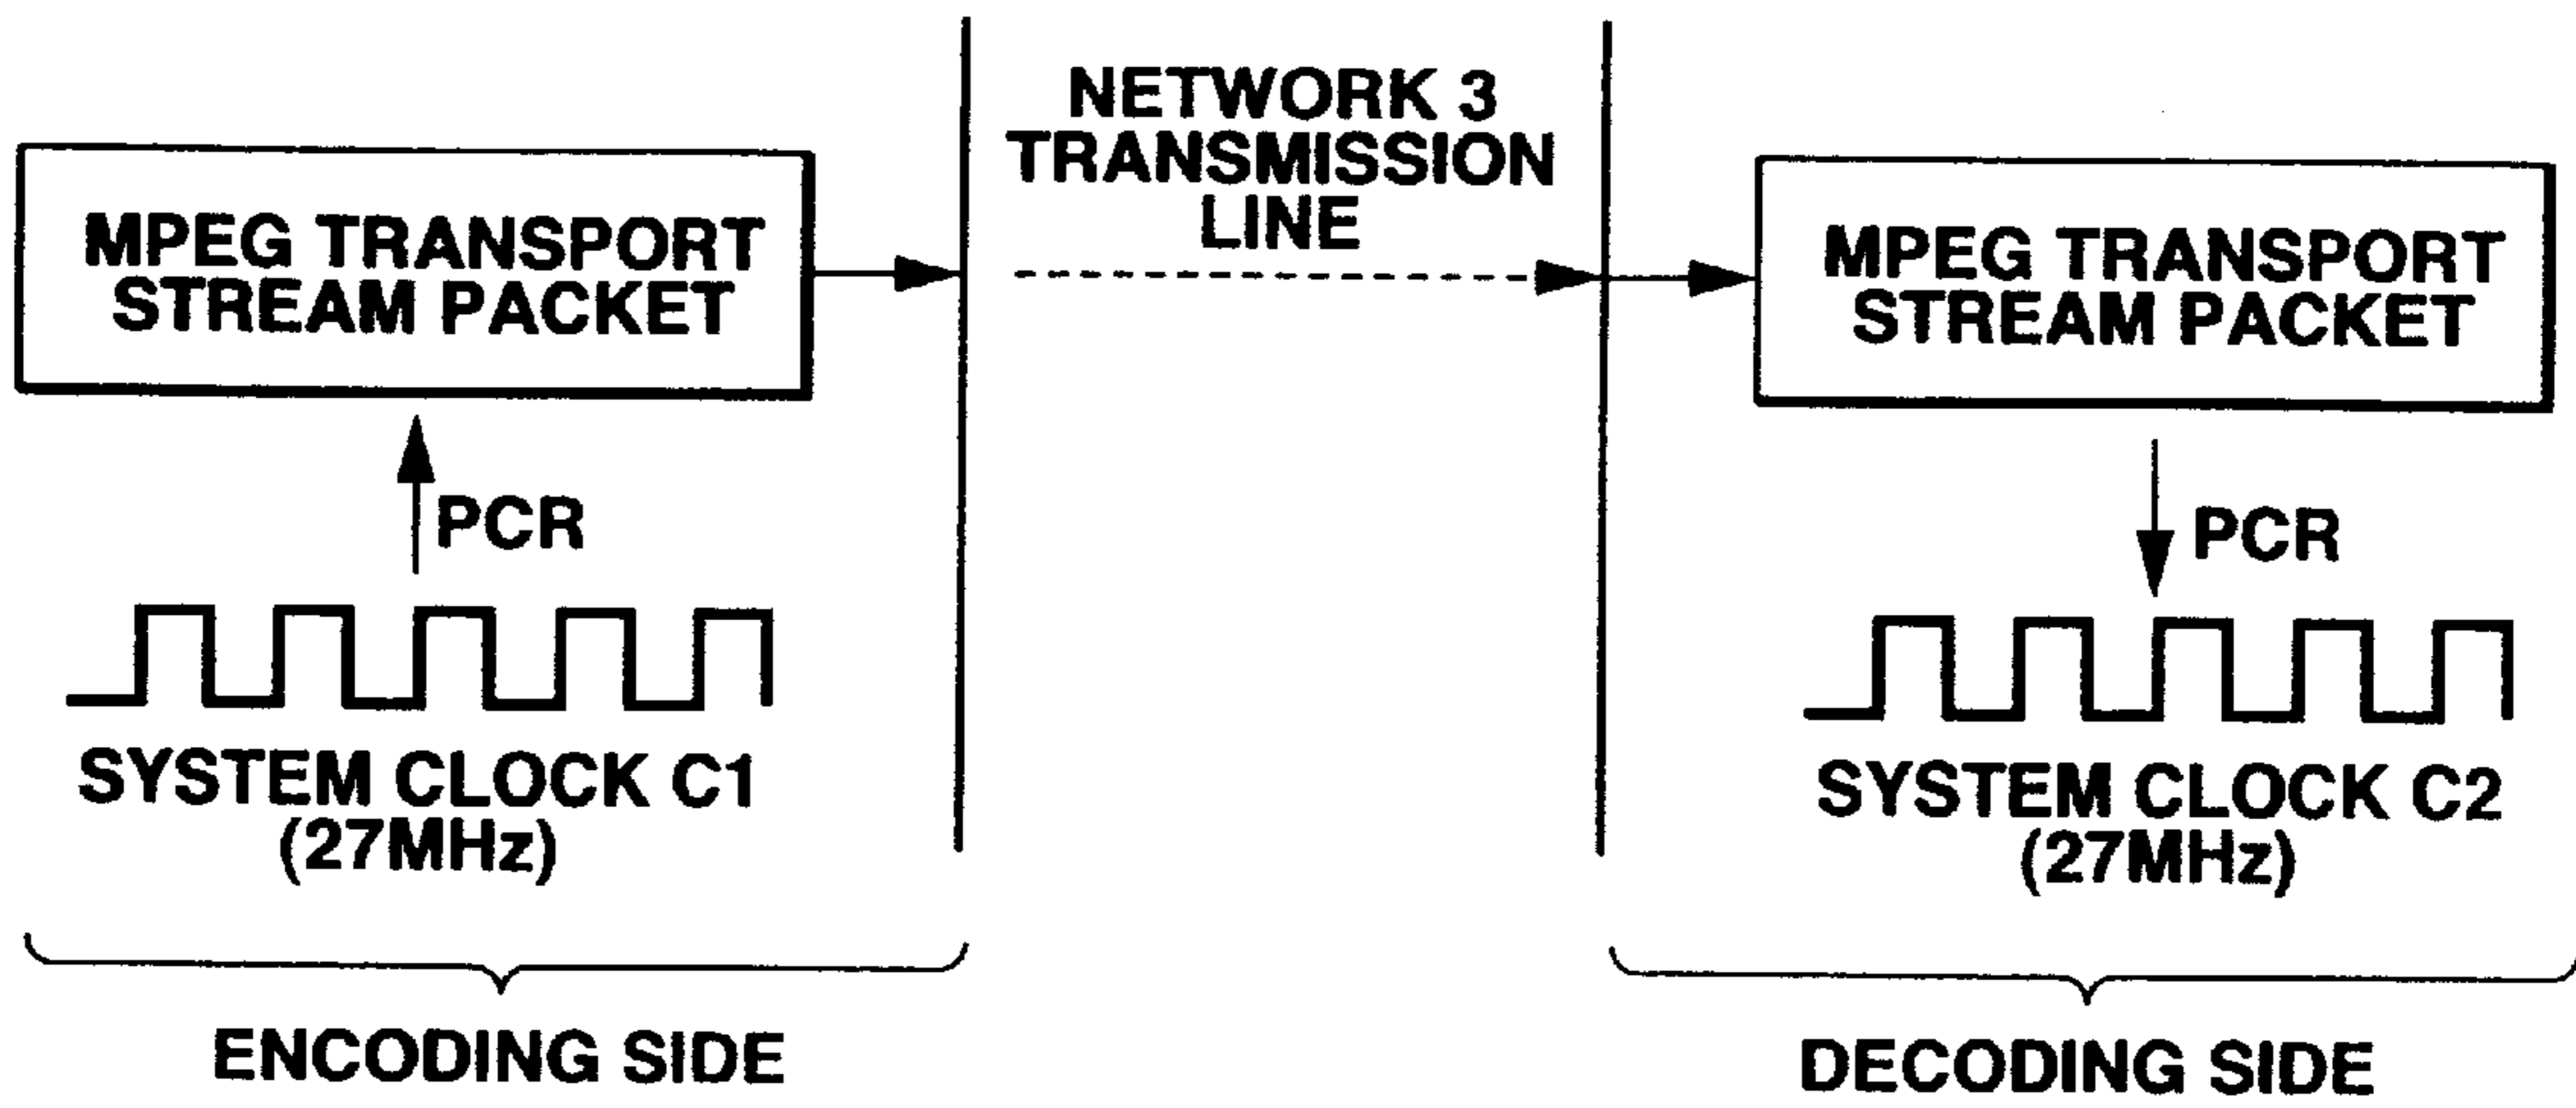 NETWORK 3
TRANSMISSION
LINE
MPEG TRANSPORT
STREAM PACKET
MPEG TRANSPORT
STREAM PACKET
PCR
PCR
SYSTEM CLOCK C1
(27MHz)
SYSTEM CLOCK C2
(27MHz)
ENCODING SIDE
DECODING SIDE